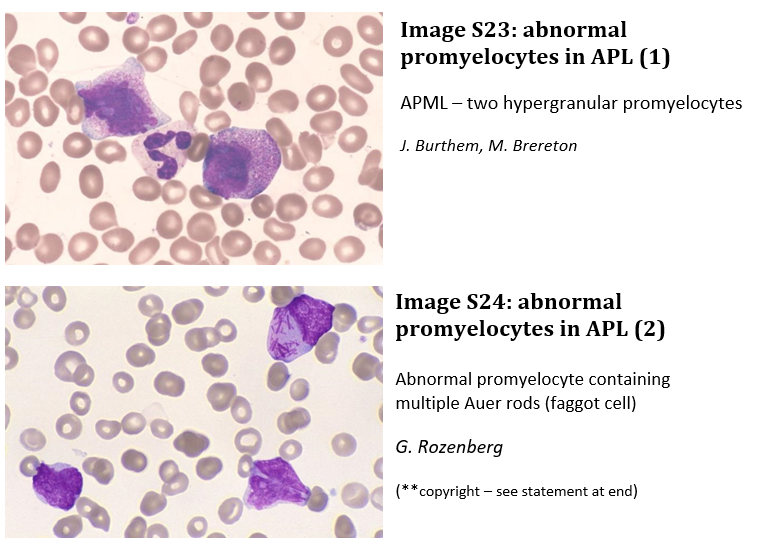 Image S23: abnormal
promyelocytes in APL (1)
APML – two hypergranular promyelocytes
J. Burthem, M. Brereton
Image S24: abnormal
promyelocytes in APL (2)
Abnormal promyelocyte containing
multiple Auer rods (faggot cell)
G. Rozenberg
(**copyright – see statement at end)